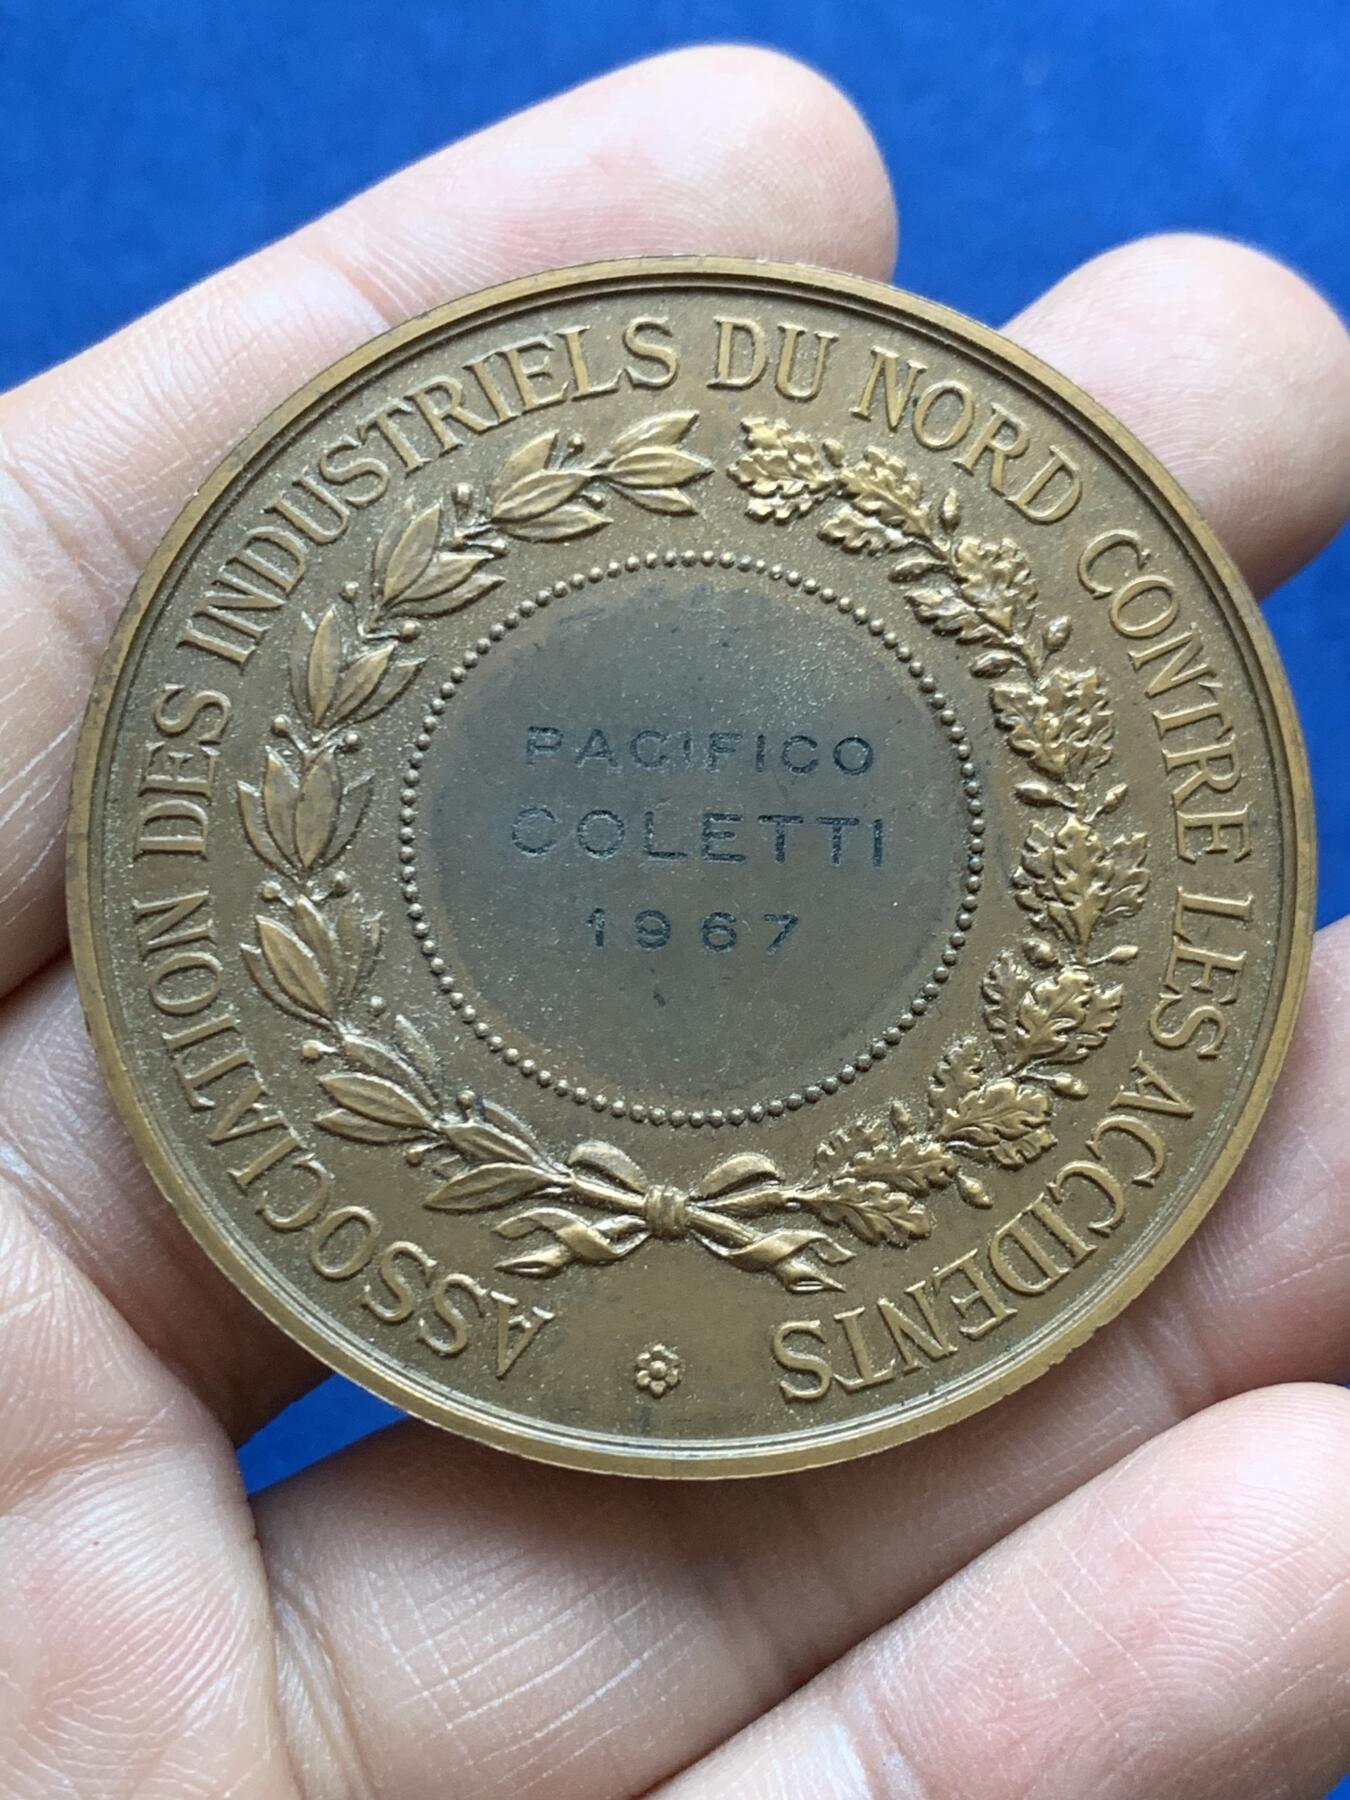 ASSOCIATION DES INDUSTRIELS DU NORD CONTRE LES ACCIDENTS
PACIFICO
COLETTI
1967